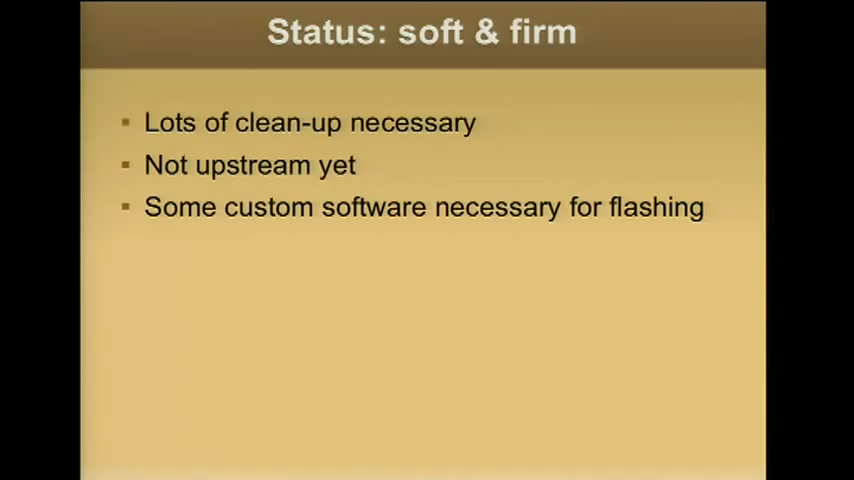 Status: soft & firm
Lots of clean-up necessary
Not upstream yet
Some custom software necessary for flashing